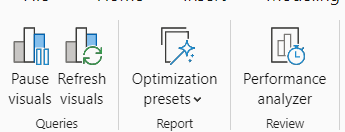 Pause Refresh Optimization Performance
visuals visuals presets analyzer
Queries Report Review